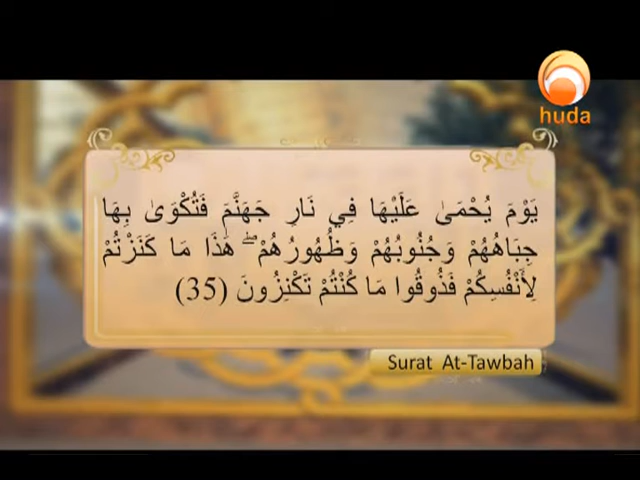 huda
يَوْمَ يُحْمَىٰ عَلَيْهَا فِي نَارِ جَهَنَّمَ فَتُكْوَىٰ بِهَا
جِبَاهُهُمْ وَجُنُوبُهُمْ وَظُهُورُهُمْ ۖ هَٰذَا مَا كَنَزْتُمْ
لِأَنْفُسِكُمْ فَذُوقُوا مَا كُنْتُمْ تَكْنِزُونَ (35)
Surat At-Tawbah